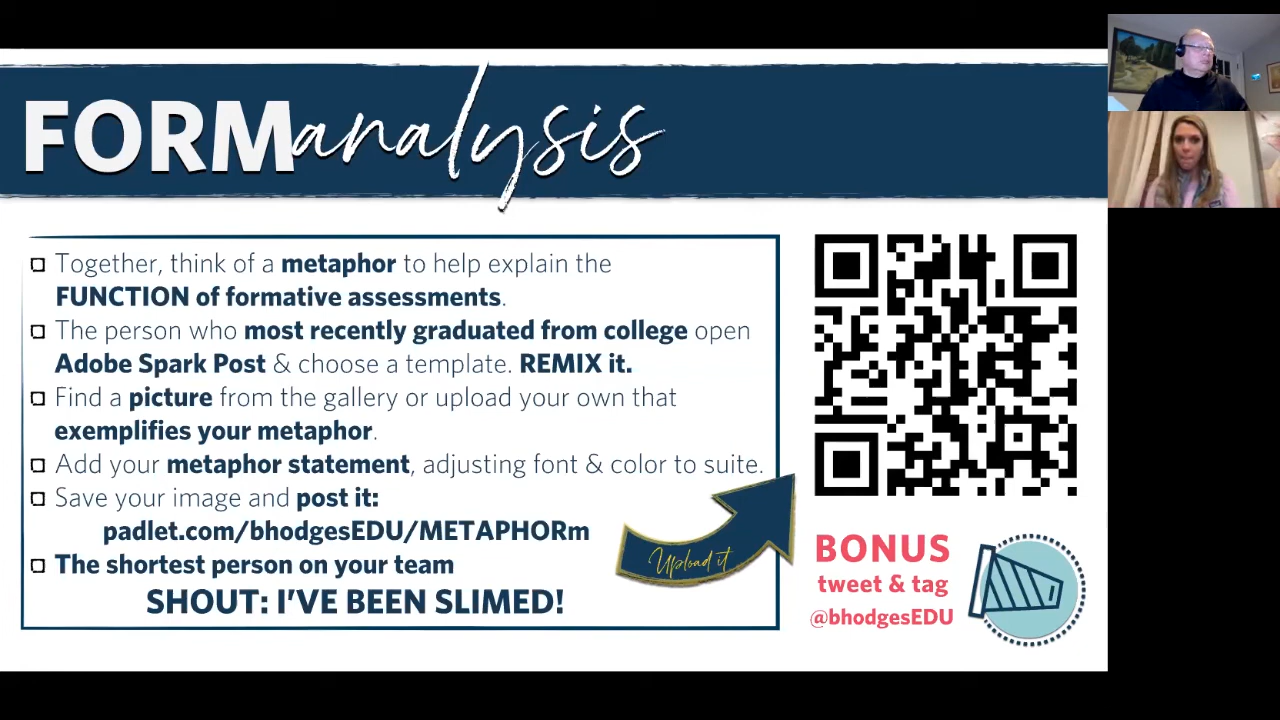 FORManalysis
Together, think of a metaphor to help explain the
FUNCTION of formative assessments.
The person who most recently graduated from college open
Adobe Spark Post & choose a template. REMIX it.
Find a picture from the gallery or upload your own that
exemplifies your metaphor.
Add your metaphor statement, adjusting font & color to suite.
Save your image and post it:
padlet.com/bhodgesEDU/METAPHORm
The shortest person on your team
SHOUT: I'VE BEEN SLIMED!
Upload it
BONUS
tweet & tag
@bhodgesEDU